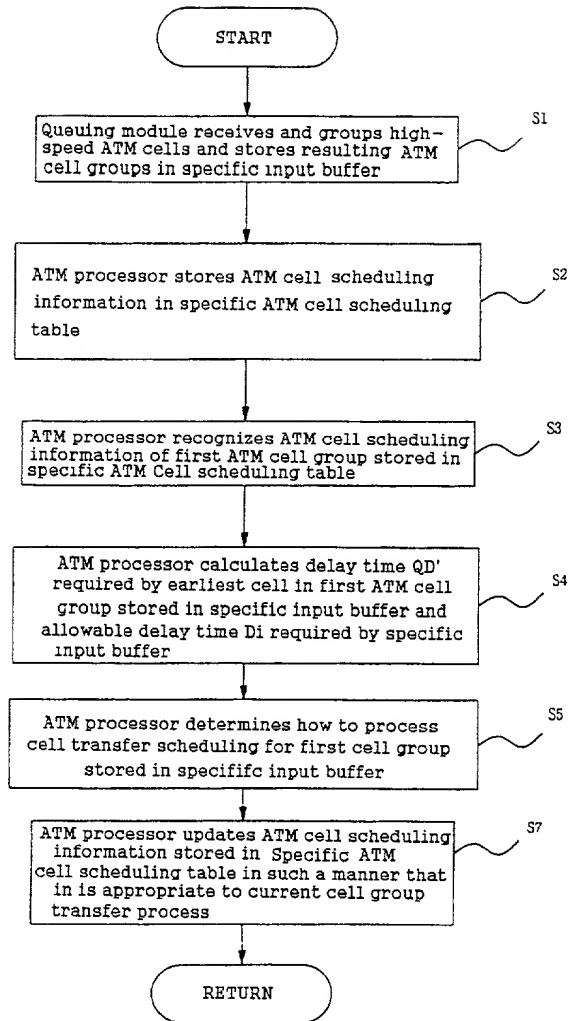 START
S1
Queuing module receives and groups high-
speed ATM cells and stores resulting ATM
cell groups in specific input buffer
S2
ATM processor stores ATM cell scheduling
information in specific ATM cell scheduling
table
S3
ATM processor recognizes ATM cell scheduling
information of first ATM cell group stored in
specific ATM Cell scheduling table
S4
ATM processor calculates delay time QD'
required by earliest cell in first ATM cell
group stored in specific input buffer and
allowable delay time Di required by specific
input buffer
S5
ATM processor determines how to process
cell transfer scheduling for first cell group
stored in specififc input buffer
S7
ATM processor updates ATM cell scheduling
information stored in Specific ATM
cell scheduling table in such a manner that
in is appropriate to current cell group
transfer process
RETURN